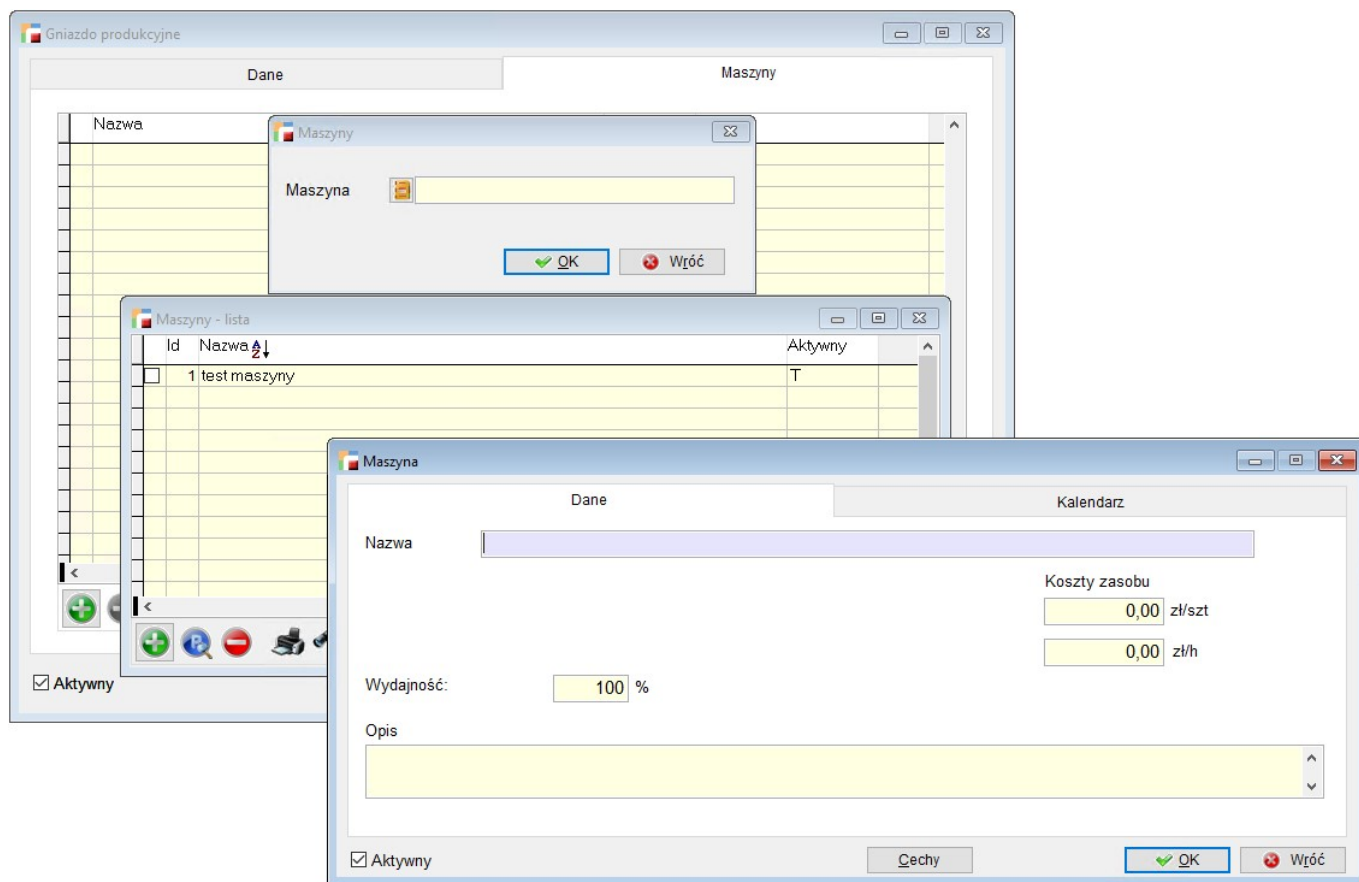 Gniazdo produkcyjne
Dane Maszyny
Nazwa
Maszyny
Maszyna
OK Wróć
Maszyny - lista
Id Nazwa Aktywny
1 test maszyny T
Aktywny
Maszyna
Dane Kalendarz
Nazwa
Koszty zasobu
0,00 zł/szt
0,00 zł/h
Wydajność: 100 %
Opis
Aktywny Cechy OK Wróć